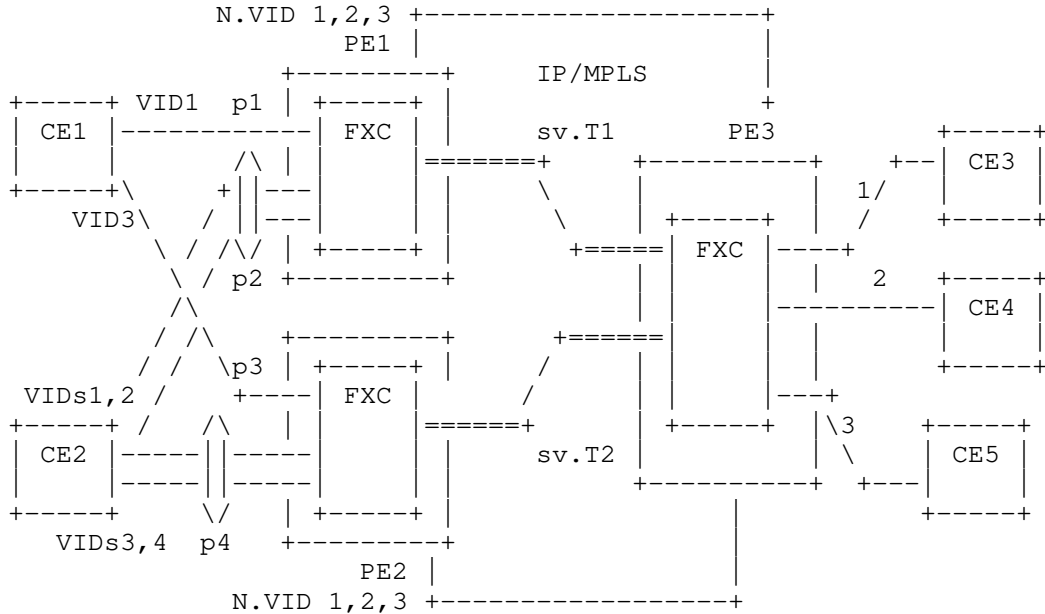 N.VID 1,2,3
PE1
IP/MPLS
VID1 p1
CE1 FXC sv.T1 PE3 CE3
1
VID3
FXC
p2 2
CE4
p3
VIDs1,2 FXC
3
CE2 sv.T2 CE5
VIDs3,4 p4
PE2
N.VID 1,2,3